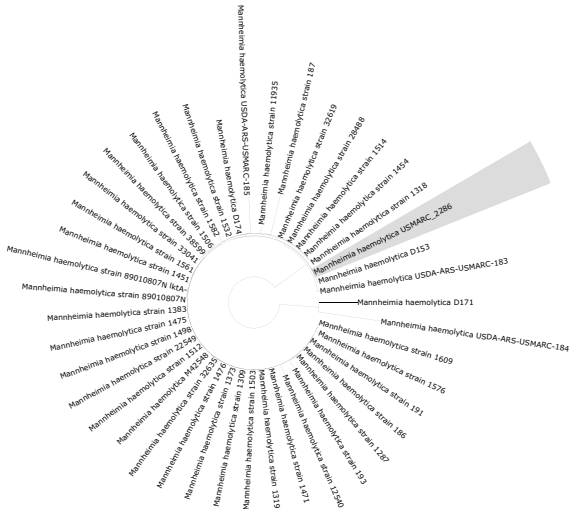 Mannheimia haemolytica USDA-ARS-USMARC-185
Mannheimia haemolytica strain 11935
Mannheimia haemolytica strain 187
Mannheimia haemolytica strain 32619
Mannheimia haemolytica strain 28488
Mannheimia haemolytica strain 1514
Mannheimia haemolytica strain 1454
Mannheimia haemolytica strain 1318
Mannheimia haemolytica USMARC_2286
Mannheimia haemolytica D153
Mannheimia haemolytica USDA-ARS-USMARC-183
Mannheimia haemolytica D171
Mannheimia haemolytica USDA-ARS-USMARC-184
Mannheimia haemolytica strain 1609
Mannheimia haemolytica strain 1576
Mannheimia haemolytica strain 191
Mannheimia haemolytica strain 186
Mannheimia haemolytica strain 1287
Mannheimia haemolytica strain 193
Mannheimia haemolytica strain 12540
Mannheimia haemolytica strain 1471
Mannheimia haemolytica strain 1319
Mannheimia haemolytica strain 1503
Mannheimia haemolytica strain 1309
Mannheimia haemolytica strain 1373
Mannheimia haemolytica strain 1476
Mannheimia haemolytica strain 32635
Mannheimia haemolytica M42548
Mannheimia haemolytica strain 1512
Mannheimia haemolytica strain 22549
Mannheimia haemolytica strain 1498
Mannheimia haemolytica strain 1475
Mannheimia haemolytica strain 1383
Mannheimia haemolytica strain 89010807N
Mannheimia haemolytica strain 89010807N lktA-
Mannheimia haemolytica strain 1451
Mannheimia haemolytica strain 1561
Mannheimia haemolytica strain 33041
Mannheimia haemolytica strain 38599
Mannheimia haemolytica strain 1506
Mannheimia haemolytica strain 1587
Mannheimia haemolytica strain 1532
Mannheimia haemolytica D174